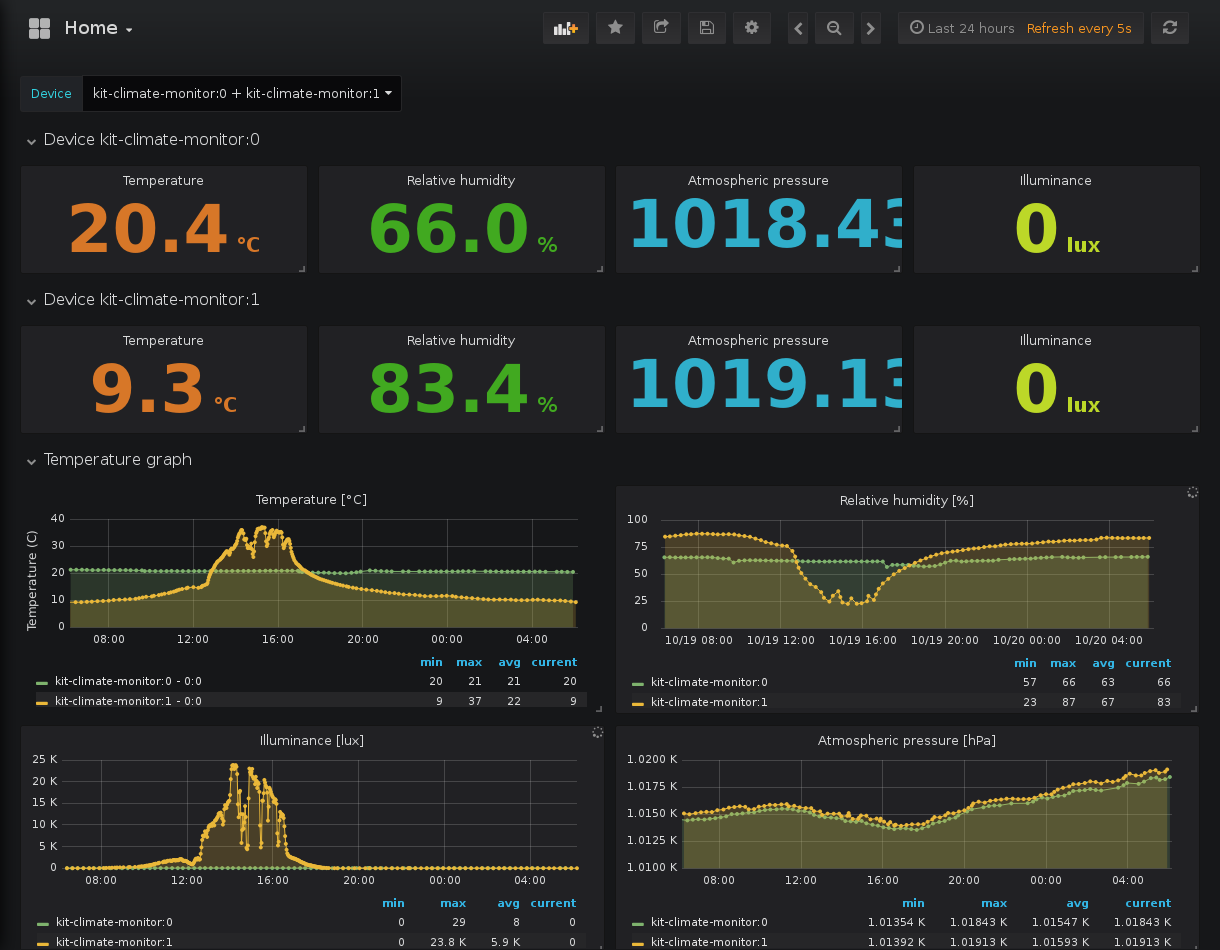 Home
Last 24 hours Refresh every 5s
Device kit-climate-monitor:0 + kit-climate-monitor:1
Device kit-climate-monitor:0
Temperature Relative humidity Atmospheric pressure Illuminance
20.4 °C 66.0 % 1018.43 0 lux
Device kit-climate-monitor:1
Temperature Relative humidity Atmospheric pressure Illuminance
9.3 °C 83.4 % 1019.13 0 lux
Temperature graph
Temperature [°C]
Temperature (C)
40
30
20
10
0
08:00 12:00 16:00 20:00 00:00 04:00
min max avg current
kit-climate-monitor:0 - 0:0 20 21 21 20
kit-climate-monitor:1 - 0:0 9 37 22 9
Relative humidity [%]
100
75
50
25
0
10/19 08:00 10/19 12:00 10/19 16:00 10/19 20:00 10/20 00:00 10/20 04:00
min max avg current
kit-climate-monitor:0 57 66 63 66
kit-climate-monitor:1 23 87 67 83
Illuminance [lux]
25 K
20 K
15 K
10 K
5 K
0
08:00 12:00 16:00 20:00 00:00 04:00
min max avg current
kit-climate-monitor:0 0 29 8 0
kit-climate-monitor:1 0 23.8 K 5.9 K 0
Atmospheric pressure [hPa]
1.0200 K
1.0175 K
1.0150 K
1.0125 K
1.0100 K
08:00 12:00 16:00 20:00 00:00 04:00
min max avg current
kit-climate-monitor:0 1.01354 K 1.01843 K 1.01547 K 1.01843 K
kit-climate-monitor:1 1.01392 K 1.01913 K 1.01593 K 1.01913 K